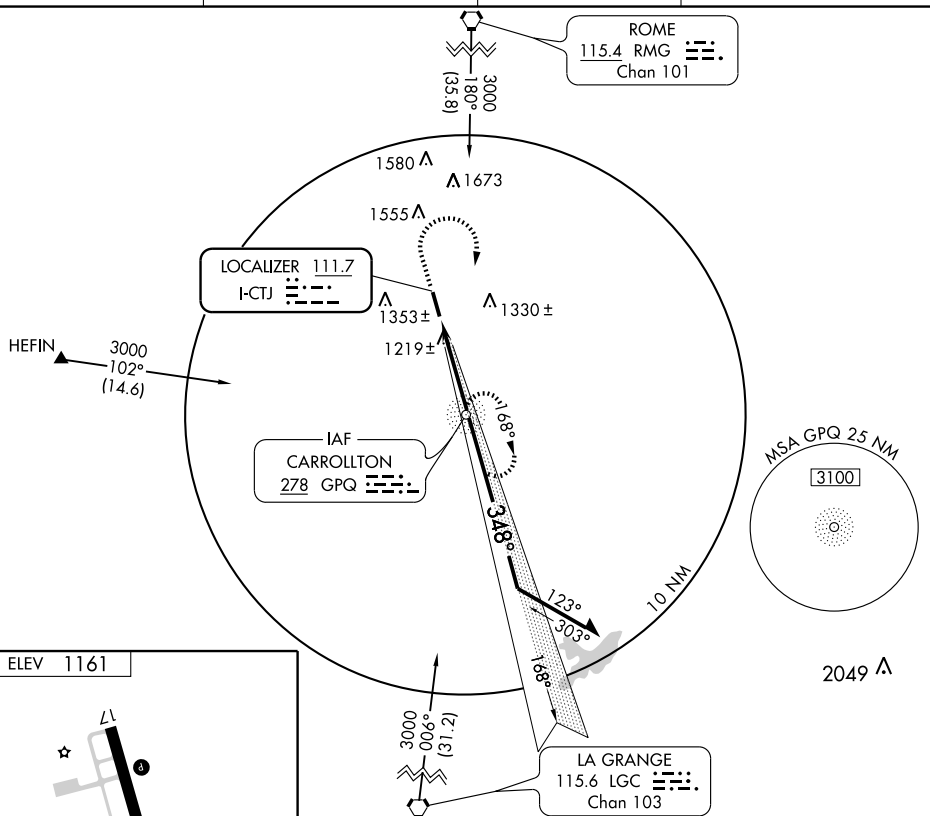 ROME
115.4 RMG
Chan 101
3000
180°
(35.8)
1580
1673
1555
LOCALIZER 111.7
I-CTJ
1353 ±
1330 ±
1219±
HEFIN
3000
102°
(14.6)
IAF
CARROLLTON
278 GPQ
168°
MSA GPQ 25 NM
3100
348°
10 NM
123°
303°
168°
2049
ELEV 1161
17
P
3000
006°
(31.2)
LA GRANGE
115.6 LGC
Chan 103